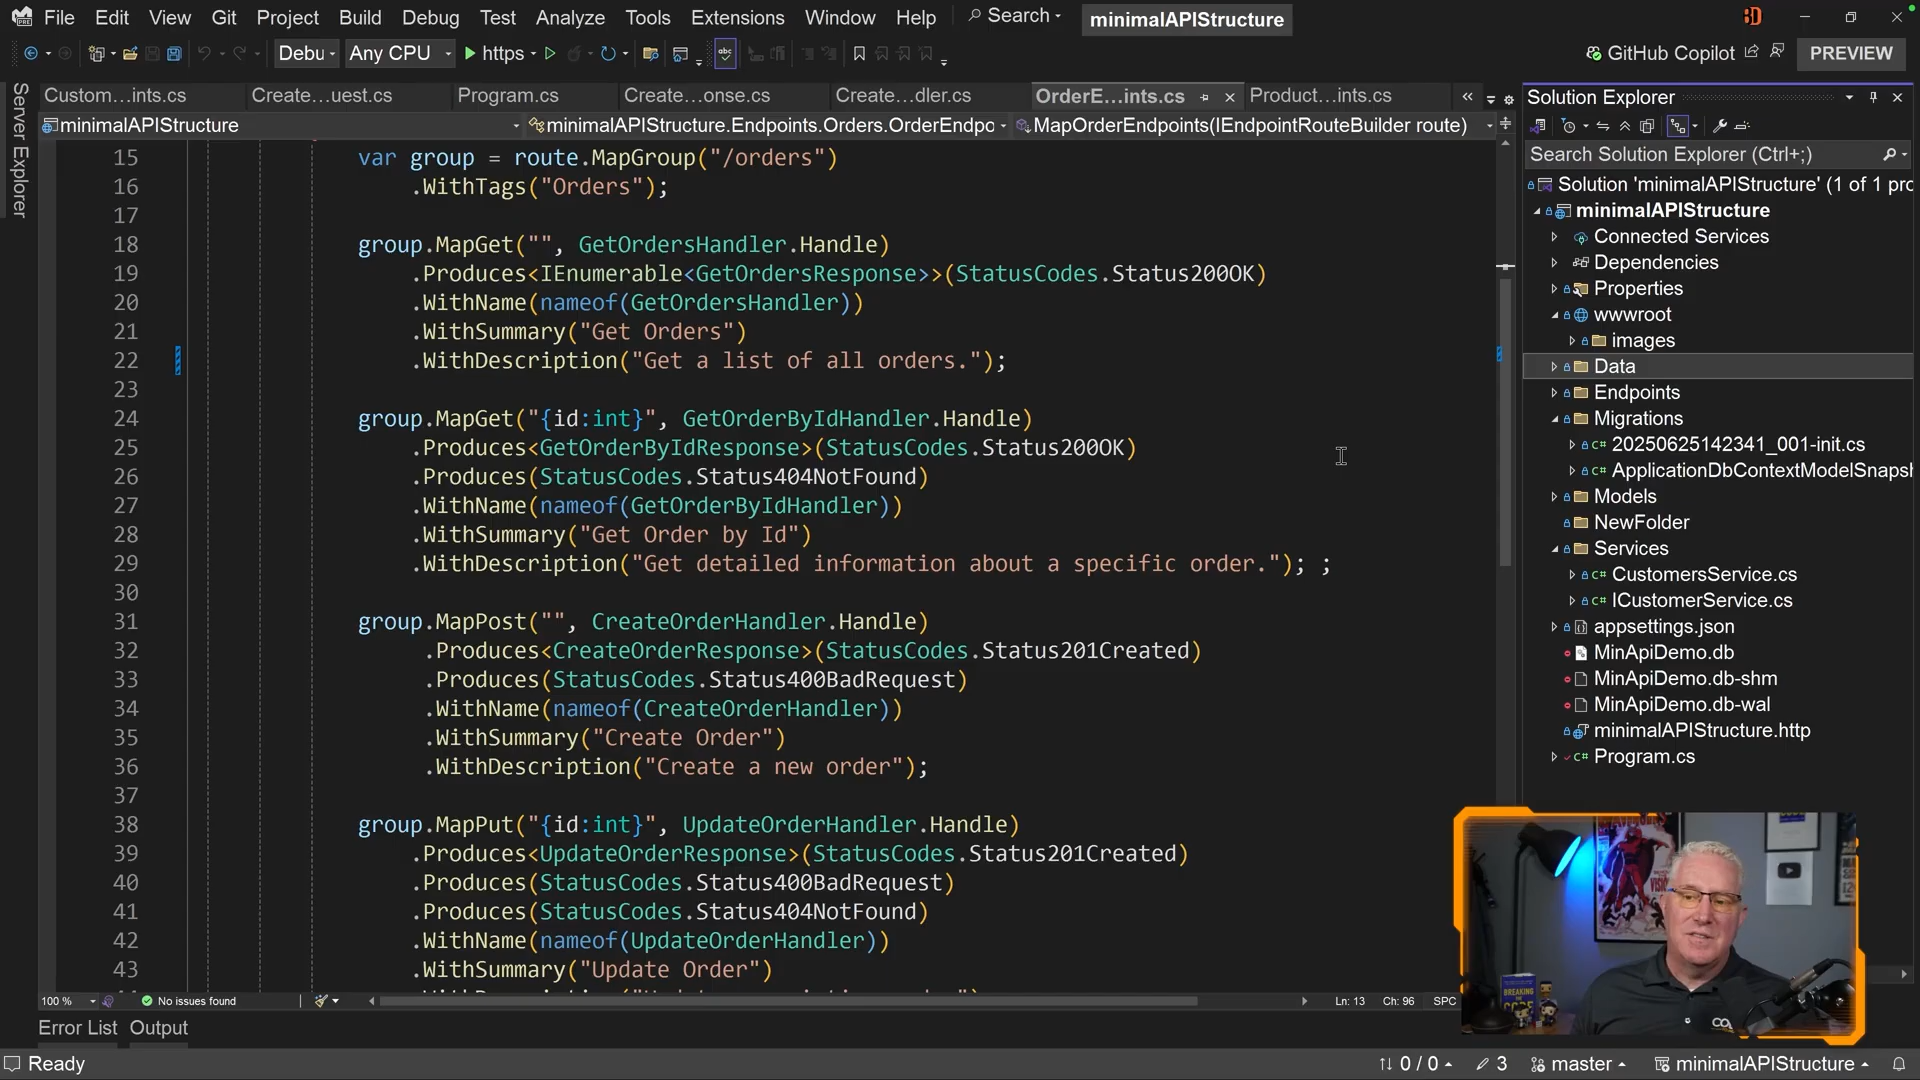 File Edit View Git Project Build Debug Test Analyze Tools Extensions Window Help Search minimalAPIStructure
Debu Any CPU https GitHub Copilot PREVIEW
Server Explorer
Custom...ints.cs Create...uest.cs Program.cs Create...onse.cs Create...dler.cs OrderE...ints.cs Product...ints.cs
minimalAPIStructure minimalAPIStructure.Endpoints.Orders.OrderEndpo MapOrderEndpoints(IEndpointRouteBuilder route)
15 var group = route.MapGroup("/orders")
16 .WithTags("Orders");
17
18 group.MapGet("", GetOrdersHandler.Handle)
19 .Produces<IEnumerable<GetOrdersResponse>>(StatusCodes.Status200OK)
20 .WithName(nameof(GetOrdersHandler))
21 .WithSummary("Get Orders")
22 .WithDescription("Get a list of all orders.");
23
24 group.MapGet("{id:int}", GetOrderByIdHandler.Handle)
25 .Produces<GetOrderByIdResponse>(StatusCodes.Status200OK)
26 .Produces(StatusCodes.Status404NotFound)
27 .WithName(nameof(GetOrderByIdHandler))
28 .WithSummary("Get Order by Id")
29 .WithDescription("Get detailed information about a specific order."); ;
30
31 group.MapPost("", CreateOrderHandler.Handle)
32 .Produces<CreateOrderResponse>(StatusCodes.Status201Created)
33 .Produces(StatusCodes.Status400BadRequest)
34 .WithName(nameof(CreateOrderHandler))
35 .WithSummary("Create Order")
36 .WithDescription("Create a new order");
37
38 group.MapPut("{id:int}", UpdateOrderHandler.Handle)
39 .Produces<UpdateOrderResponse>(StatusCodes.Status201Created)
40 .Produces(StatusCodes.Status400BadRequest)
41 .Produces(StatusCodes.Status404NotFound)
42 .WithName(nameof(UpdateOrderHandler))
43 .WithSummary("Update Order")
100 % No issues found Ln: 13 Ch: 96 SPC
Error List Output
Solution Explorer
Search Solution Explorer (Ctrl+;)
Solution 'minimalAPIStructure' (1 of 1 pro
minimalAPIStructure
Connected Services
Dependencies
Properties
wwwroot
images
Data
Endpoints
Migrations
C# 20250625142341_001-init.cs
C# ApplicationDbContextModelSnapsh
Models
NewFolder
Services
C# CustomersService.cs
C# ICustomerService.cs
appsettings.json
MinApiDemo.db
MinApiDemo.db-shm
MinApiDemo.db-wal
minimalAPIStructure.http
C# Program.cs
BREAKING
THE
CODE
Ready 0 / 0 3 master minimalAPIStructure